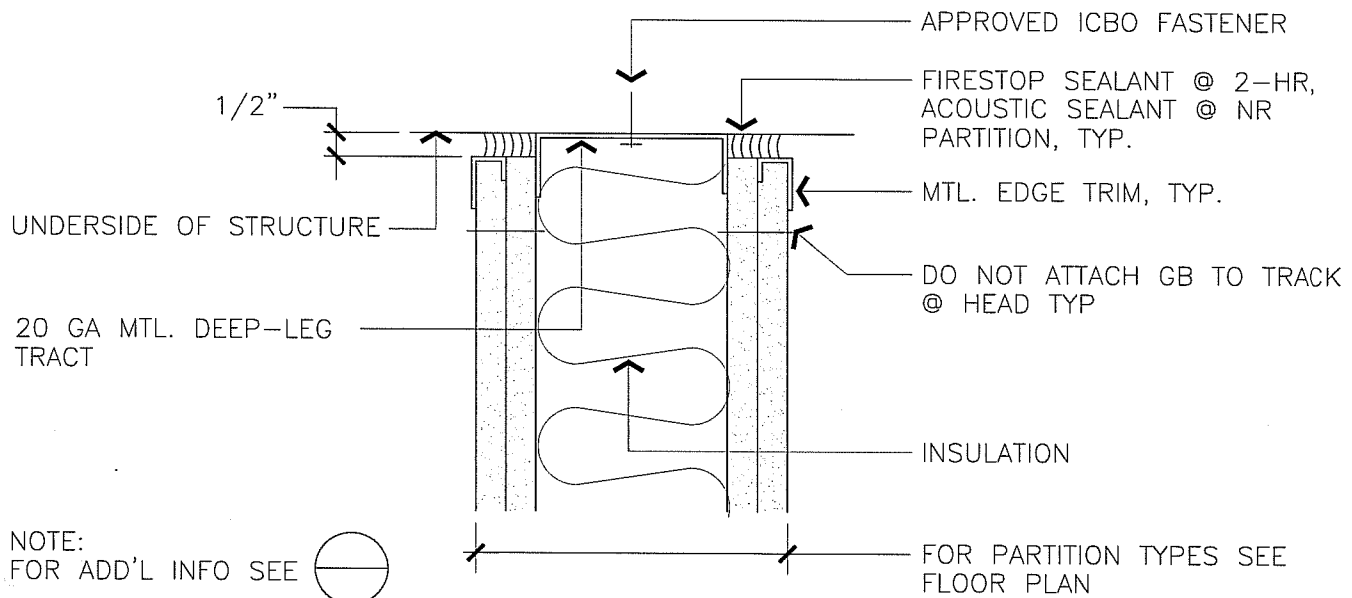 APPROVED ICBO FASTENER
FIRESTOP SEALANT @ 2-HR,
ACOUSTIC SEALANT @ NR
PARTITION, TYP.
1/2"
MTL. EDGE TRIM, TYP.
UNDERSIDE OF STRUCTURE
DO NOT ATTACH GB TO TRACK
@ HEAD TYP
20 GA MTL. DEEP-LEG
TRACT
INSULATION
NOTE:
FOR ADD'L INFO SEE
FOR PARTITION TYPES SEE
FLOOR PLAN